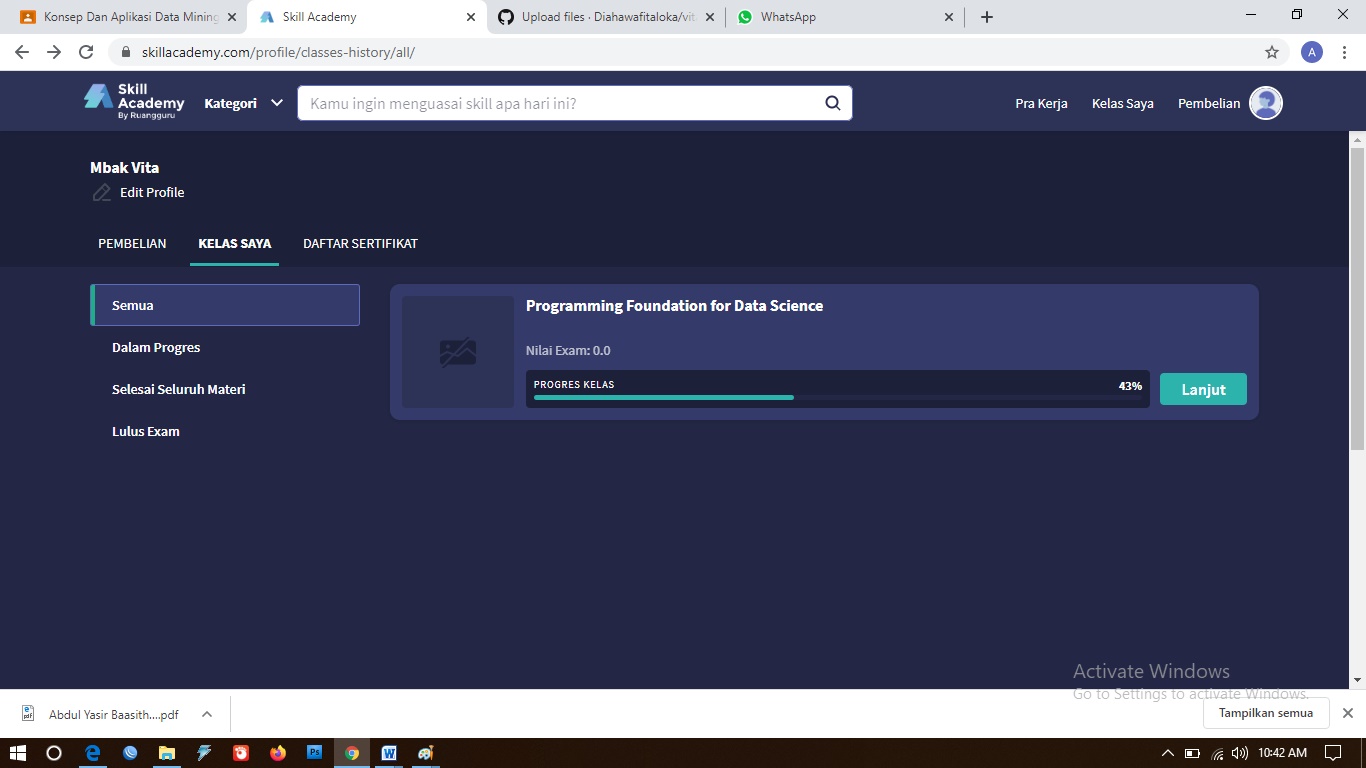 Konsep Dan Aplikasi Data Mining
Skill Academy
Upload files · Diahawafitaloka/vit
WhatsApp
skillacademy.com/profile/classes-history/all/
A
Skill
Academy
By Ruangguru
Kategori
Kamu ingin menguasai skill apa hari ini?
Pra Kerja
Kelas Saya
Pembelian
Mbak Vita
Edit Profile
PEMBELIAN
KELAS SAYA
DAFTAR SERTIFIKAT
Semua
Dalam Progres
Selesai Seluruh Materi
Lulus Exam
Programming Foundation for Data Science
Nilai Exam: 0.0
PROGRES KELAS
43%
Lanjut
Activate Windows
Go to Settings to activate Windows.
Abdul Yasir Baasith....pdf
Tampilkan semua
10:42 AM